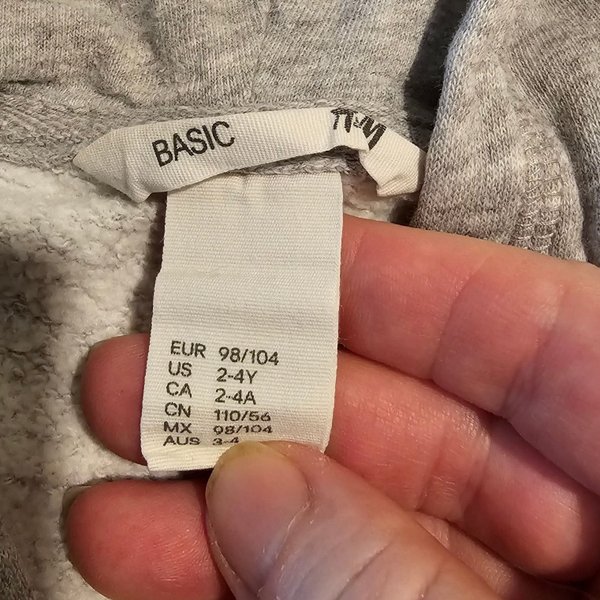 BASIC H&M
EUR 98/104
US 2-4Y
CA 2-4A
CN 110/56
MX 98/104
AUS 3-4